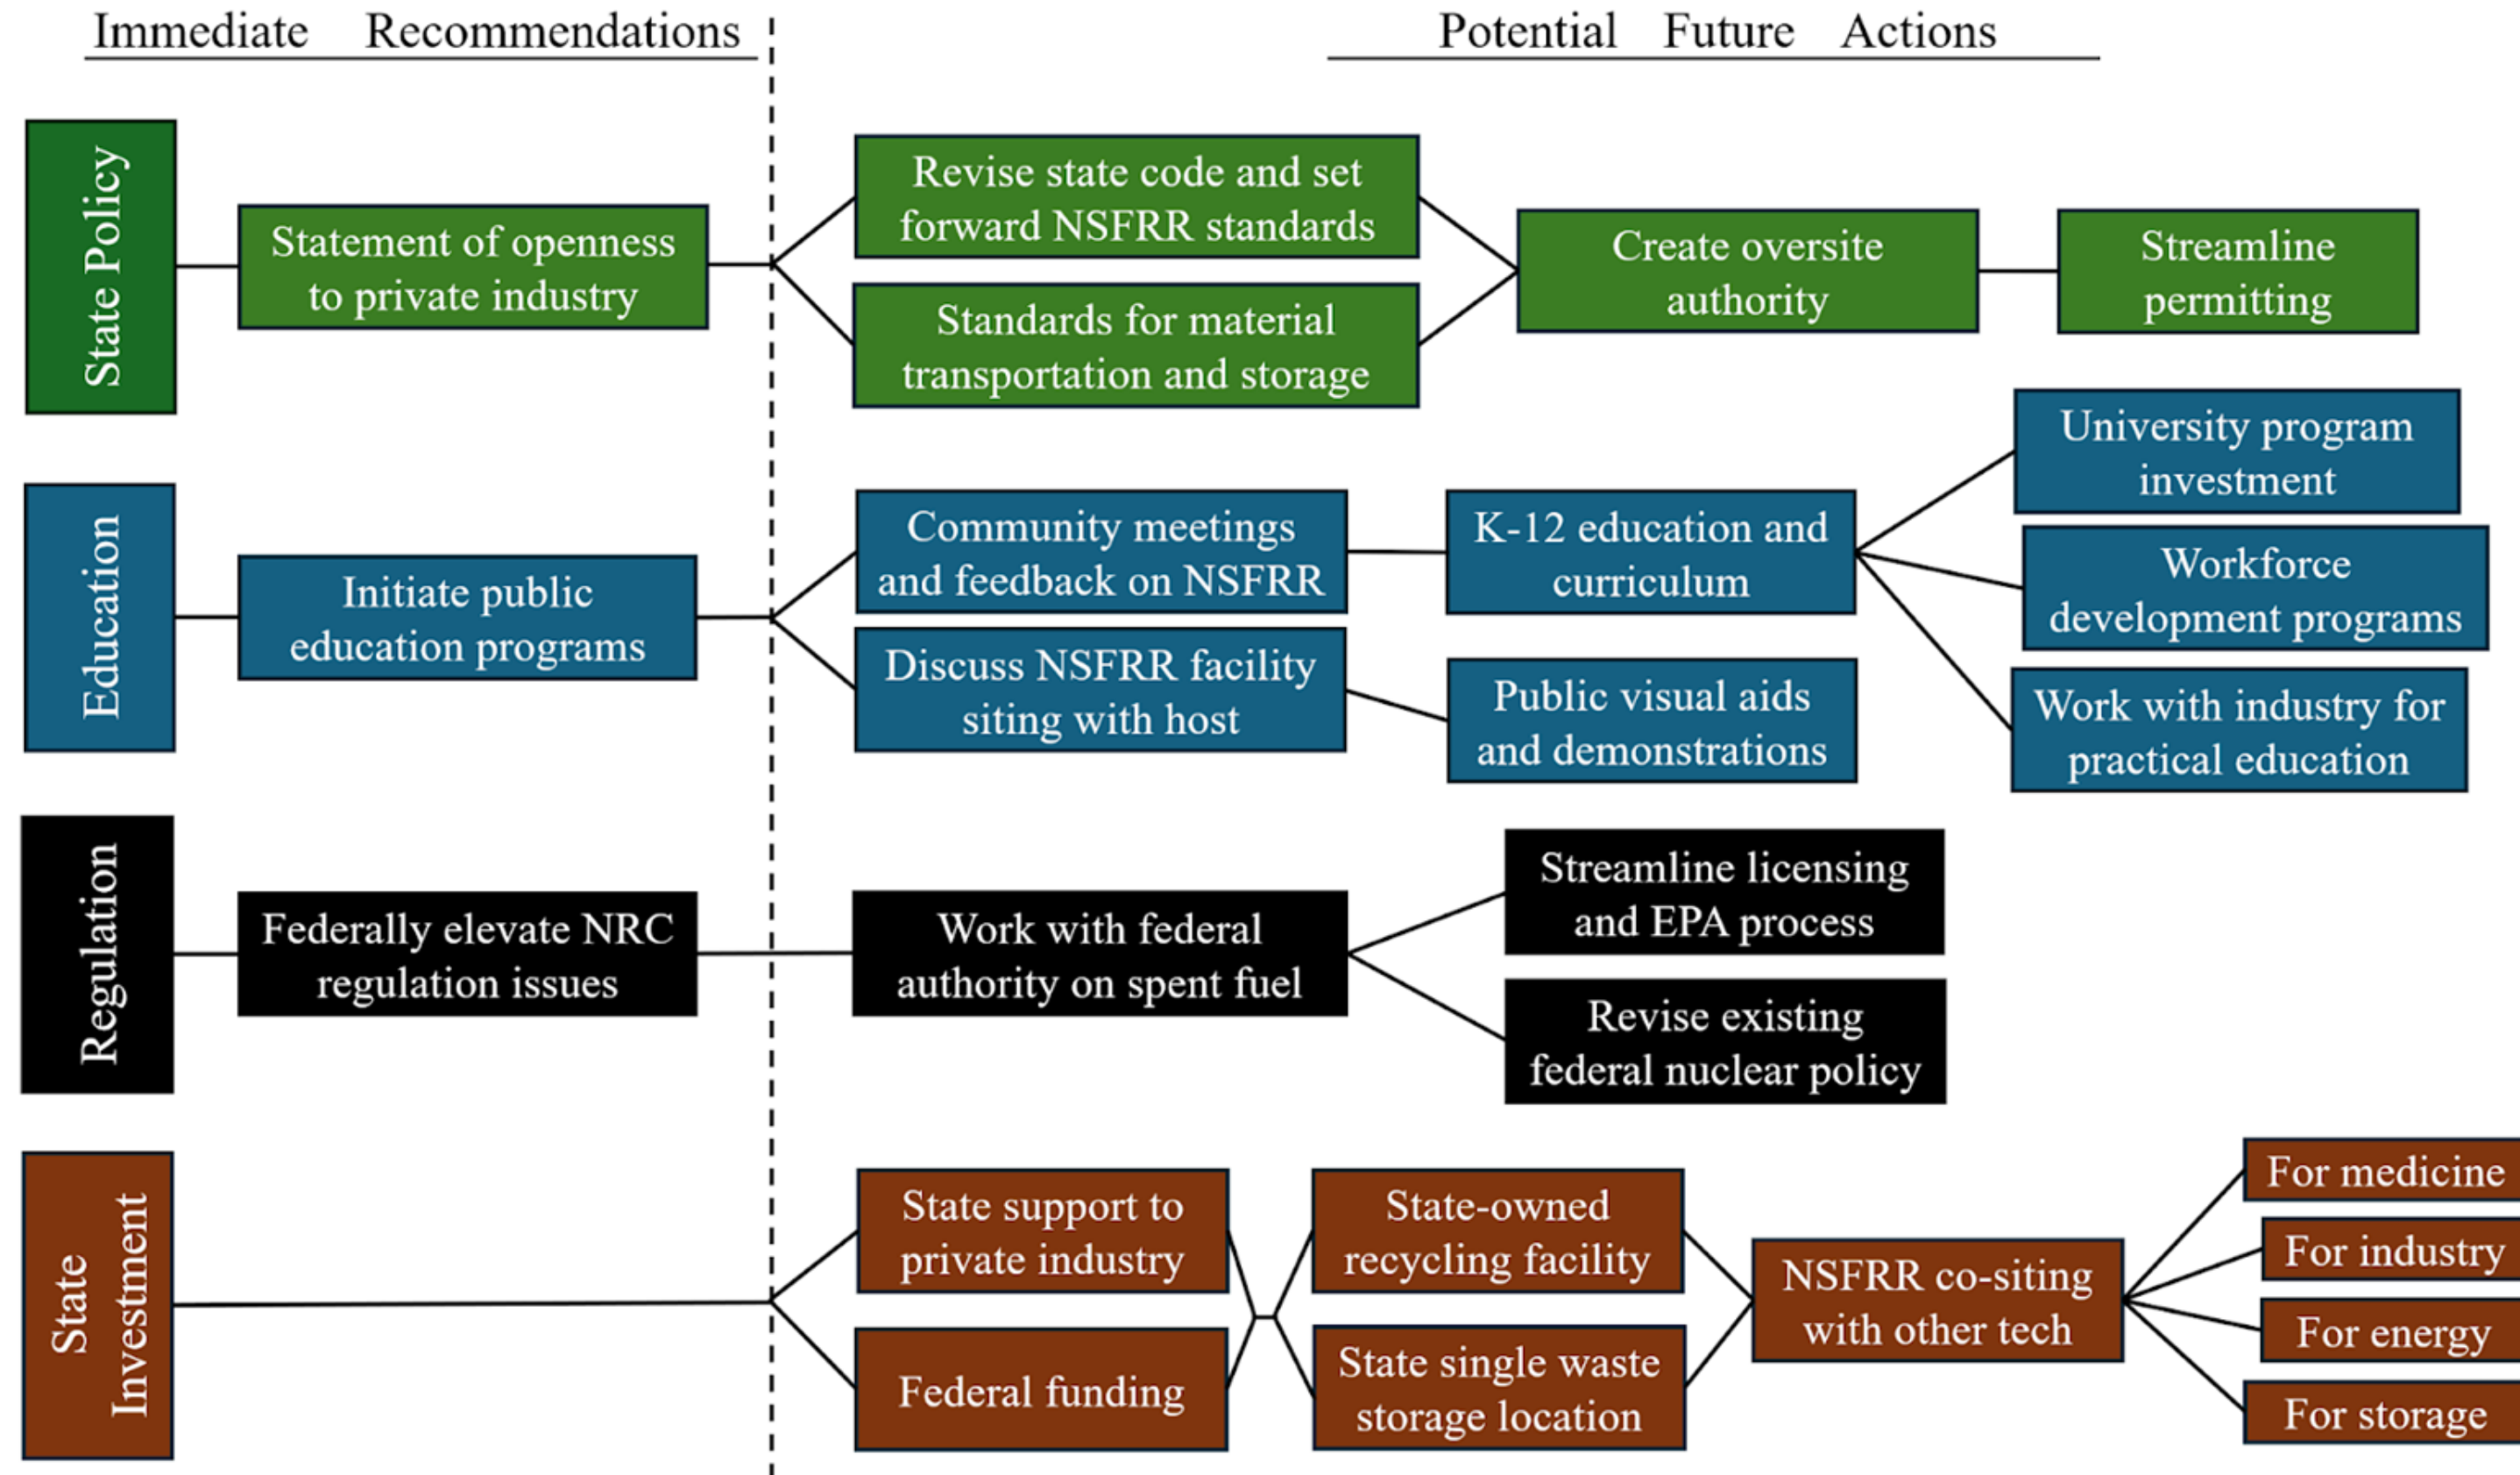 Immediate Recommendations
Potential Future Actions
State Policy
Statement of openness
to private industry
Revise state code and set
forward NSFRR standards
Standards for material
transportation and storage
Create oversite
authority
Streamline
permitting
Education
Initiate public
education programs
Community meetings
and feedback on NSFRR
Discuss NSFRR facility
siting with host
K-12 education and
curriculum
Public visual aids
and demonstrations
University program
investment
Workforce
development programs
Work with industry for
practical education
Regulation
Federally elevate NRC
regulation issues
Work with federal
authority on spent fuel
Streamline licensing
and EPA process
Revise existing
federal nuclear policy
State
Investment
State support to
private industry
Federal funding
State-owned
recycling facility
State single waste
storage location
NSFRR co-siting
with other tech
For medicine
For industry
For energy
For storage